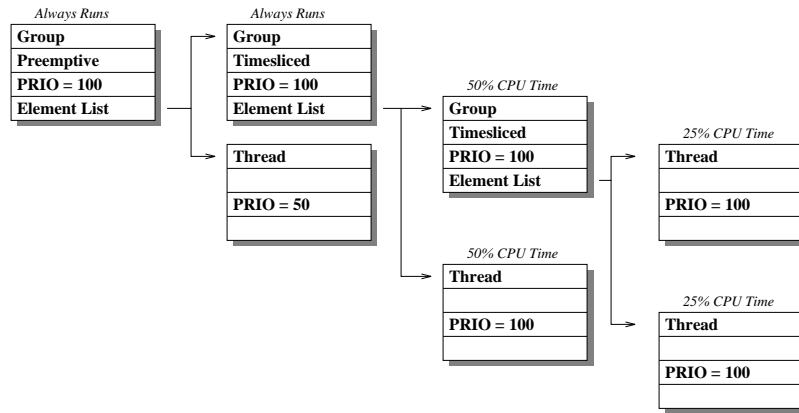 Always Runs
Group
Preemptive
PRIO = 100
Element List
Always Runs
Group
Timesliced
PRIO = 100
Element List
Thread
PRIO = 50
50% CPU Time
Group
Timesliced
PRIO = 100
Element List
50% CPU Time
Thread
PRIO = 100
25% CPU Time
Thread
PRIO = 100
25% CPU Time
Thread
PRIO = 100